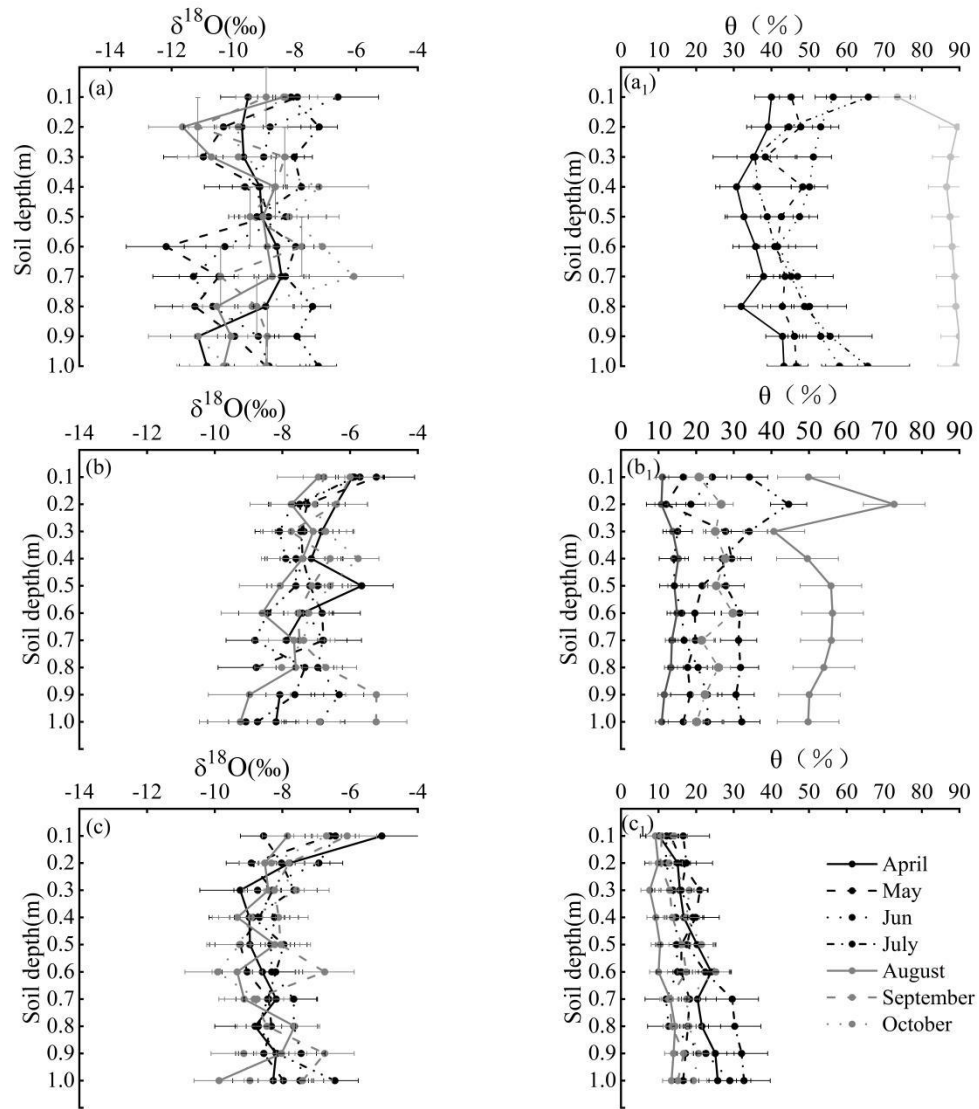 δ18O(‰)
-14 -12 -10 -8 -6 -4
(a)
Soil depth(m)
0.1
0.2
0.3
0.4
0.5
0.6
0.7
0.8
0.9
1.0
θ (%)
0 10 20 30 40 50 60 70 80 90
(a1)
Soil depth(m)
0.1
0.2
0.3
0.4
0.5
0.6
0.7
0.8
0.9
1.0
δ18O(‰)
-14 -12 -10 -8 -6 -4
(b)
Soil depth(m)
0.1
0.2
0.3
0.4
0.5
0.6
0.7
0.8
0.9
1.0
θ (%)
0 10 20 30 40 50 60 70 80 90
(b1)
Soil depth(m)
0.1
0.2
0.3
0.4
0.5
0.6
0.7
0.8
0.9
1.0
δ18O(‰)
-14 -12 -10 -8 -6 -4
(c)
Soil depth(m)
0.1
0.2
0.3
0.4
0.5
0.6
0.7
0.8
0.9
1.0
θ (%)
0 10 20 30 40 50 60 70 80 90
(c1)
Soil depth(m)
0.1
0.2
0.3
0.4
0.5
0.6
0.7
0.8
0.9
1.0
April
May
Jun
July
August
September
October